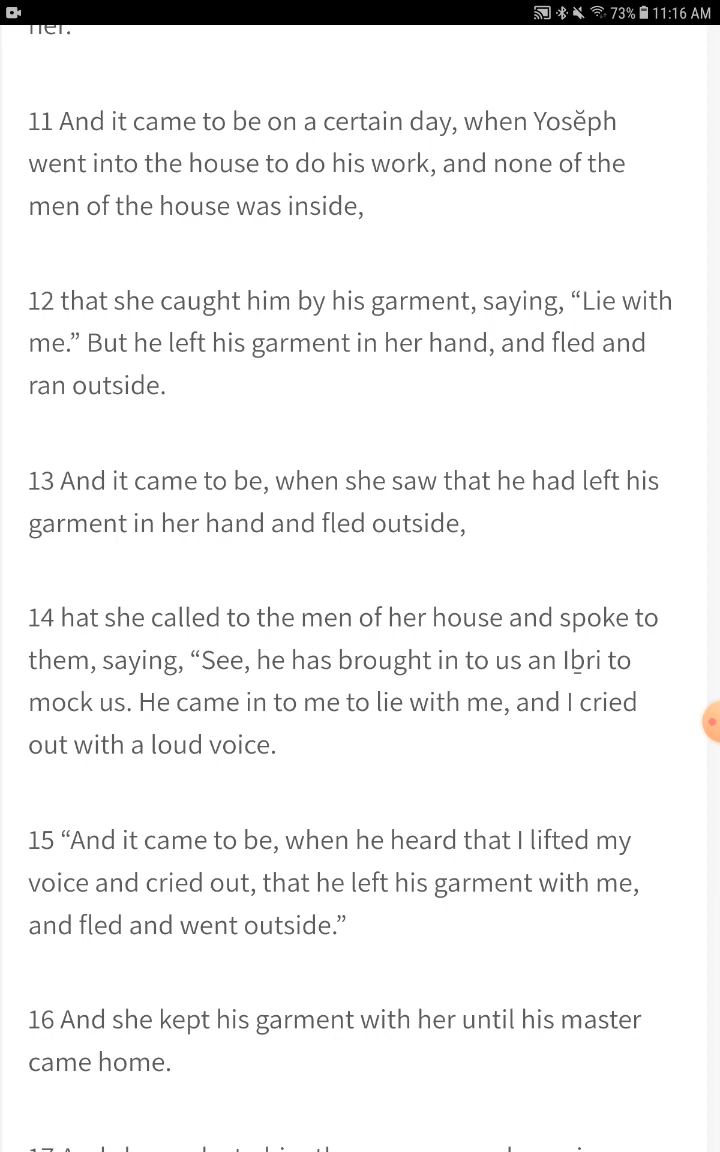 73% 11:16 AM
her.
11 And it came to be on a certain day, when Yosĕph
went into the house to do his work, and none of the
men of the house was inside,
12 that she caught him by his garment, saying, “Lie with
me.” But he left his garment in her hand, and fled and
ran outside.
13 And it came to be, when she saw that he had left his
garment in her hand and fled outside,
14 hat she called to the men of her house and spoke to
them, saying, “See, he has brought in to us an Iḇri to
mock us. He came in to me to lie with me, and I cried
out with a loud voice.
15 “And it came to be, when he heard that I lifted my
voice and cried out, that he left his garment with me,
and fled and went outside.”
16 And she kept his garment with her until his master
came home.